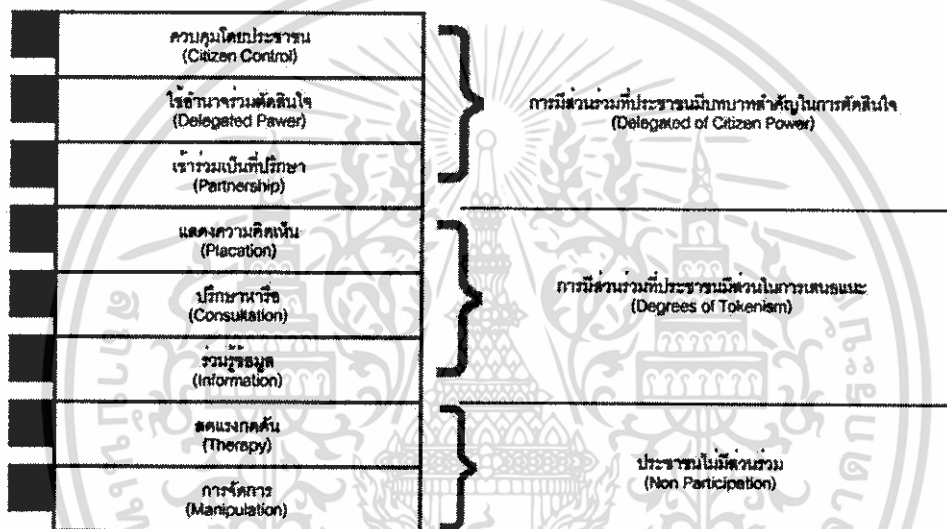 ควบคุมโดยประชาชน
(Citizen Control)
ใช้อำนาจร่วมตัดสินใจ
(Delegated Pawer)
เข้าร่วมเป็นที่ปรึกษา
(Partnership)
แสดงความคิดเห็น
(Placation)
ปรึกษาหารือ
(Consultation)
ร่วมรู้ข้อมูล
(Information)
ลดแรงกดดัน
(Therapy)
การจัดการ
(Manipulation)
การมีส่วนร่วมที่ประชาชนมีบทบาทสำคัญในการตัดสินใจ
(Delegated of Citizen Power)
การมีส่วนร่วมที่ประชาชนมีส่วนในการเสนอแนะ
(Degrees of Tokenism)
ประชาชนไม่มีส่วนร่วม
(Non Participation)